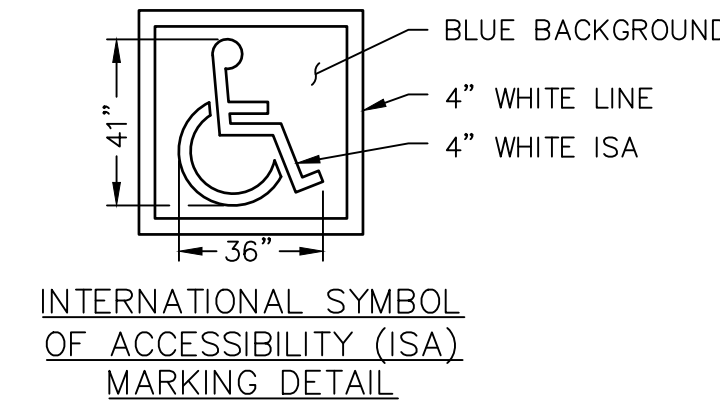 BLUE BACKGROUND
4” WHITE LINE
4” WHITE ISA
41”
36”
INTERNATIONAL SYMBOL
OF ACCESSIBILITY (ISA)
MARKING DETAIL